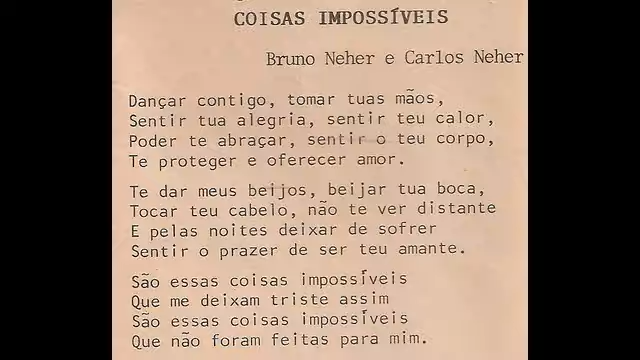 COISAS IMPOSSÍVEIS
Bruno Neher e Carlos Neher
Dançar contigo, tomar tuas mãos,
Sentir tua alegria, sentir teu calor,
Poder te abraçar, sentir o teu corpo,
Te proteger e oferecer amor.
Te dar meus beijos, beijar tua boca,
Tocar teu cabelo, não te ver distante
E pelas noites deixar de sofrer
Sentir o prazer de ser teu amante.
São essas coisas impossíveis
Que me deixam triste assim
São essas coisas impossíveis
Que não foram feitas para mim.